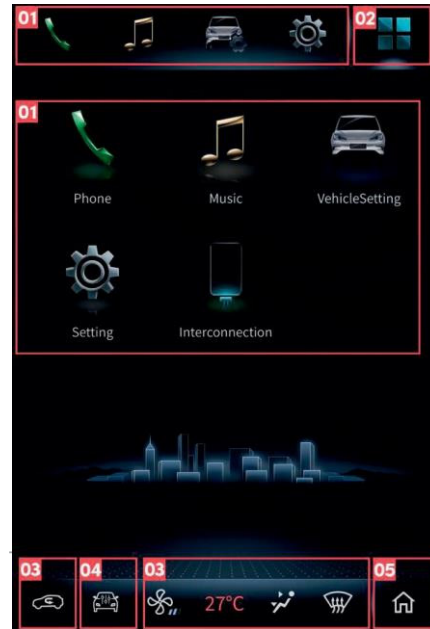 01
02
01
Phone Music VehicleSetting
Setting Interconnection
03 04 03 05
27°C